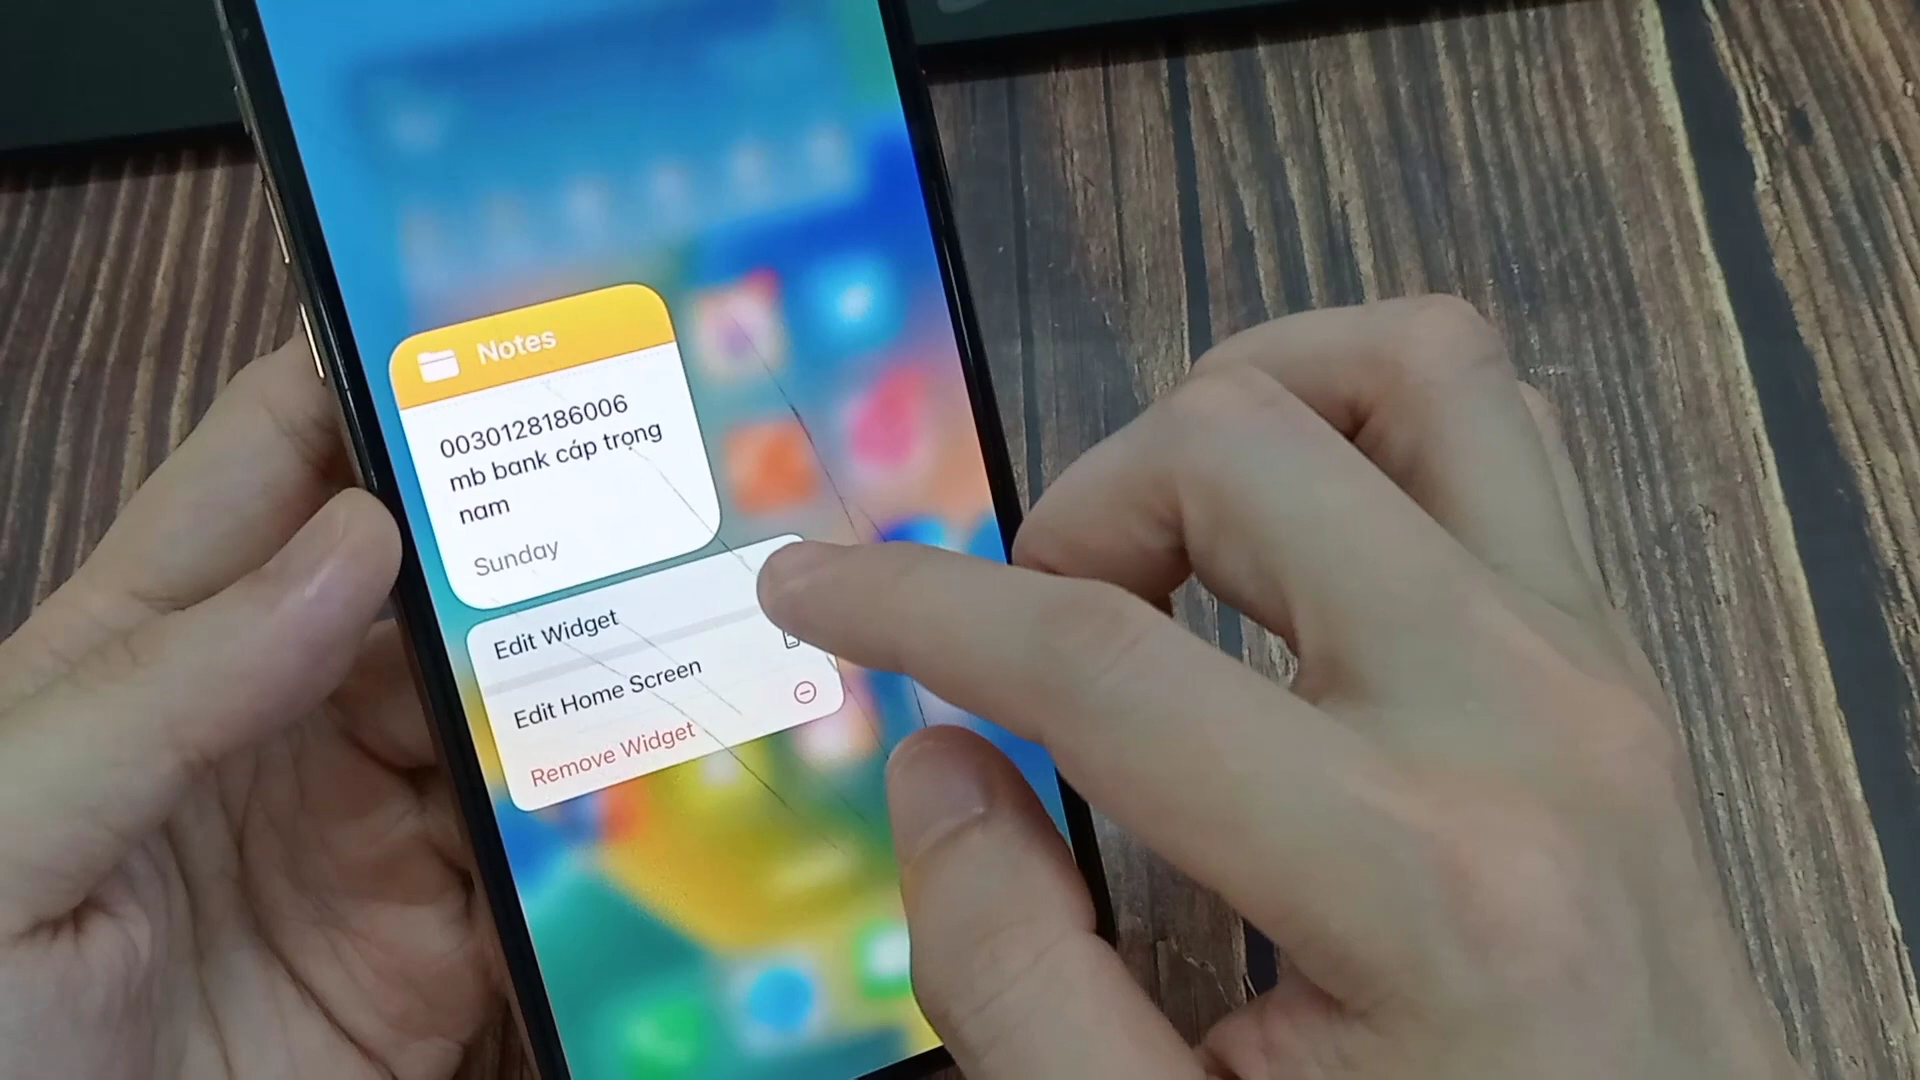 Notes
0030128186006
mb bank cáp trọng
nam
Sunday
Edit Widget
Edit Home Screen
Remove Widget